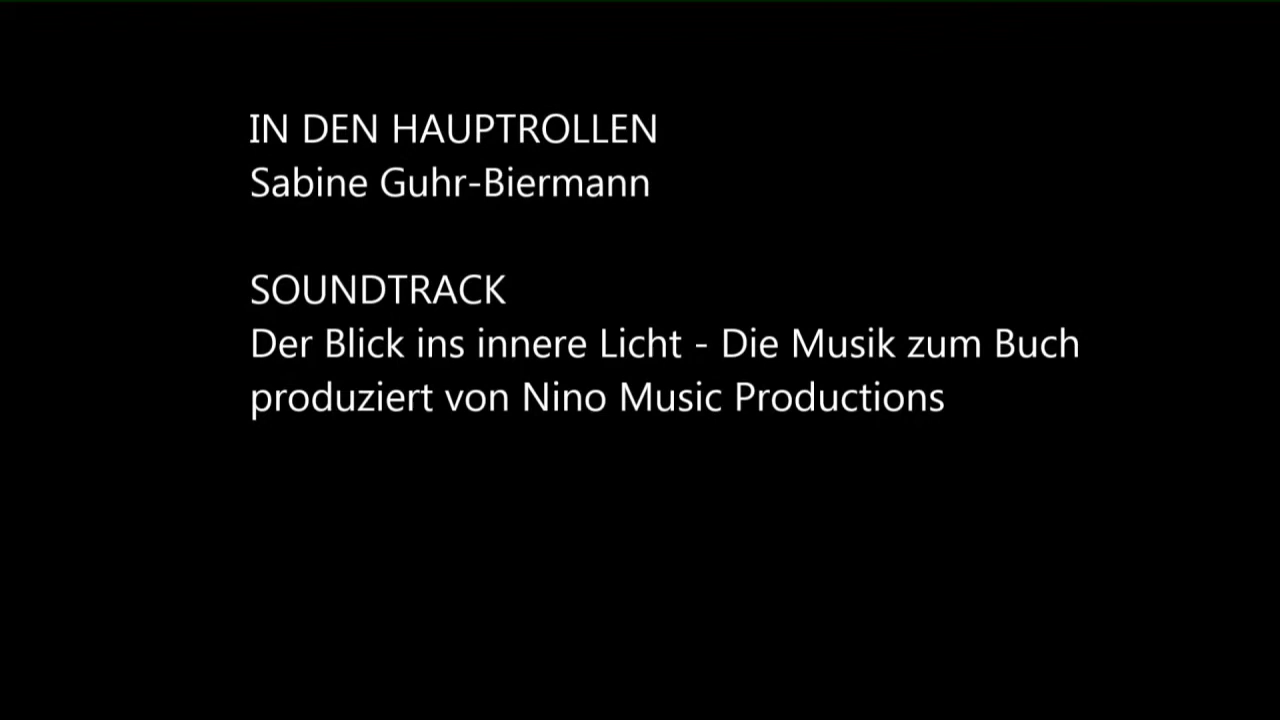 IN DEN HAUPTROLLEN
Sabine Guhr-Biermann
SOUNDTRACK
Der Blick ins innere Licht - Die Musik zum Buch
produziert von Nino Music Productions